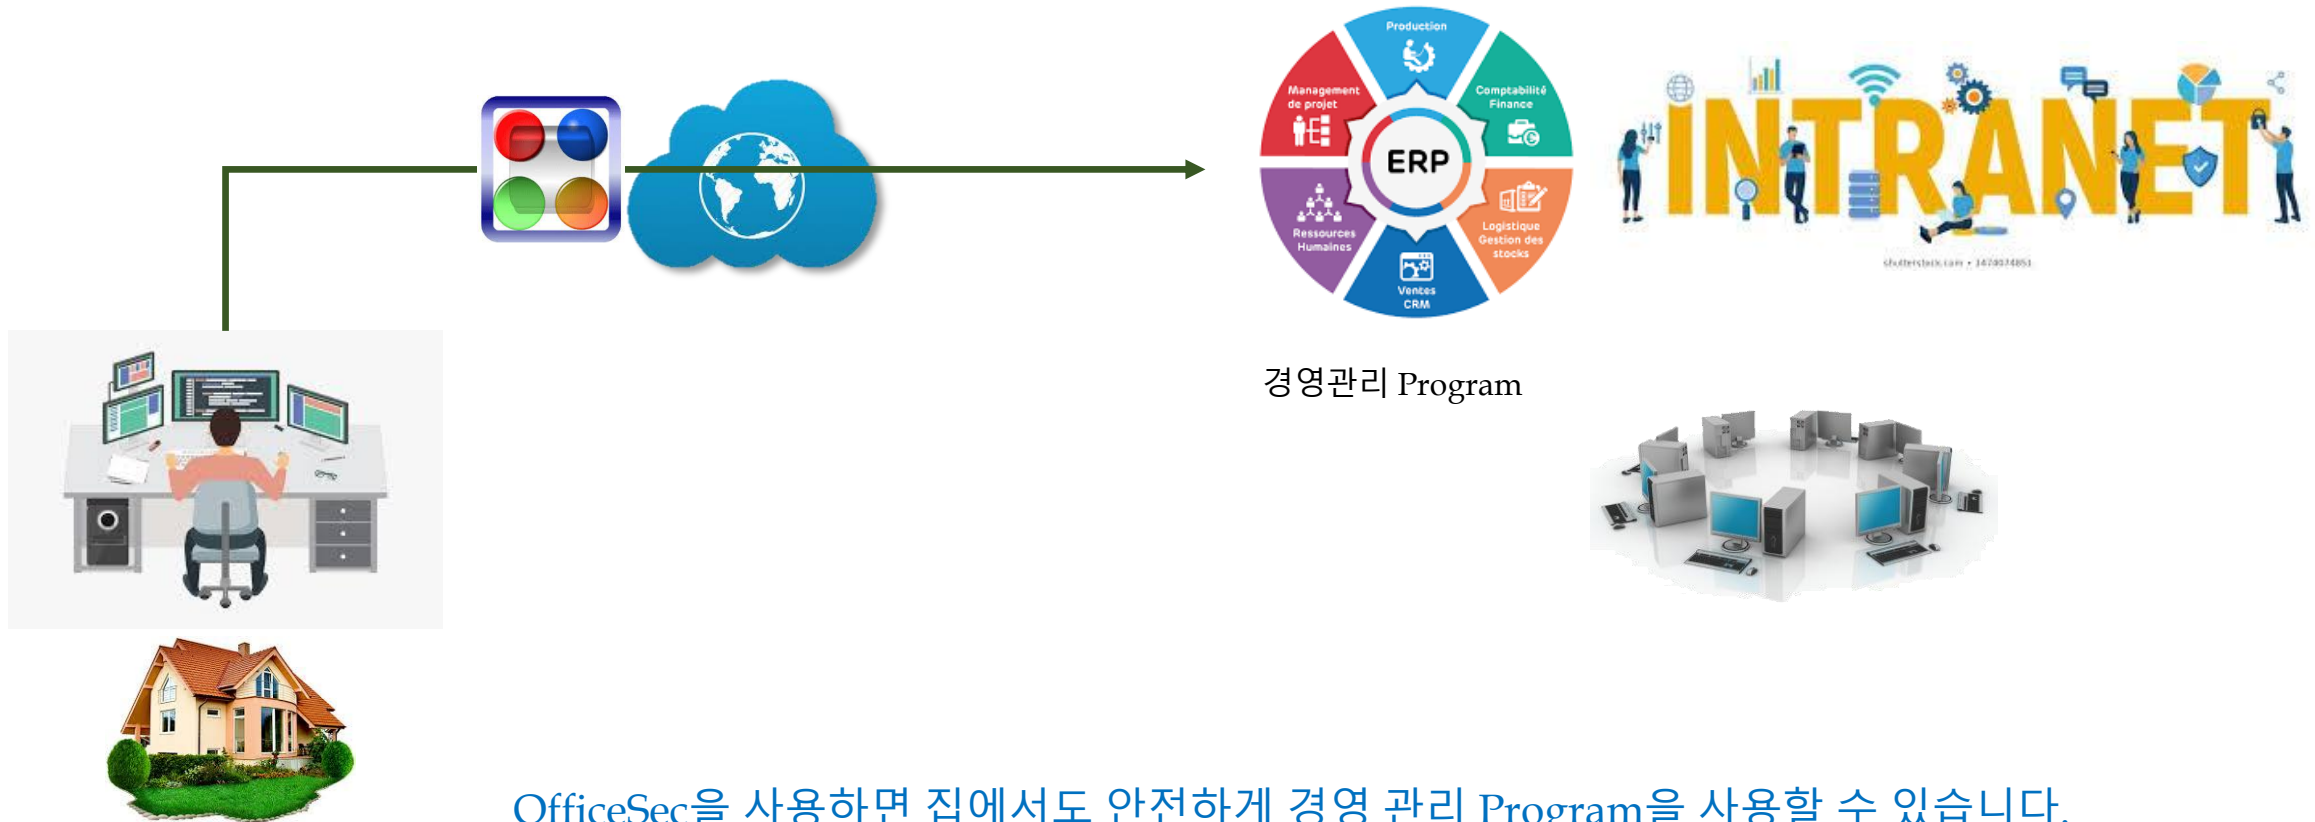 Production
Management
de projet
Comptabilité
Finance
ERP
Ressources
Humaines
Logistique
Gestion des
stocks
Ventes
CRM
INTRANET
shutterstock.com • 1474074851
경영관리 Program
OfficeSec을 사용하면 집에서도 안전하게 경영 관리 Program을 사용할 수 있습니다.